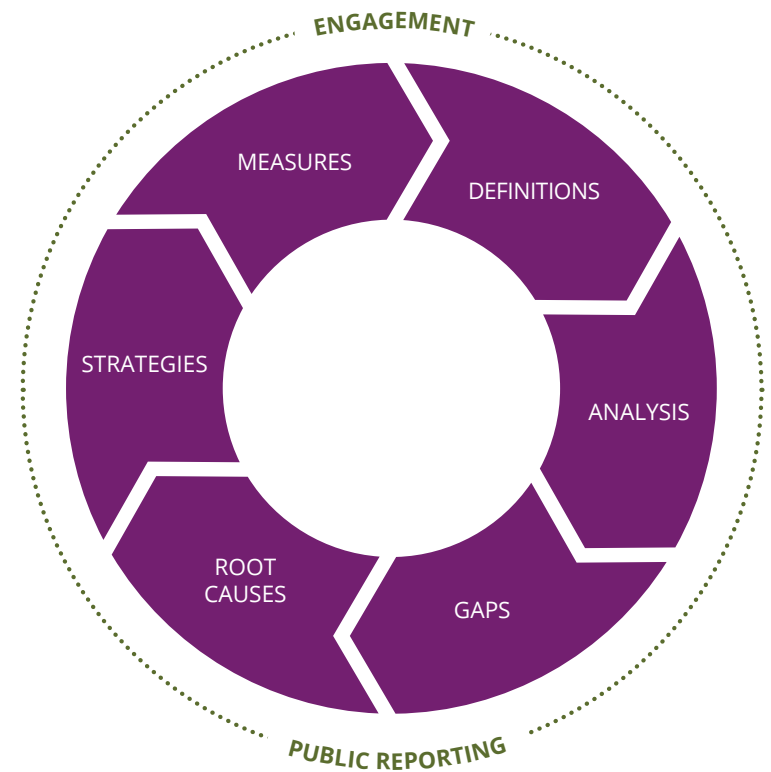 ENGAGEMENT
MEASURES
DEFINITIONS
STRATEGIES
ANALYSIS
ROOT
CAUSES
GAPS
PUBLIC REPORTING